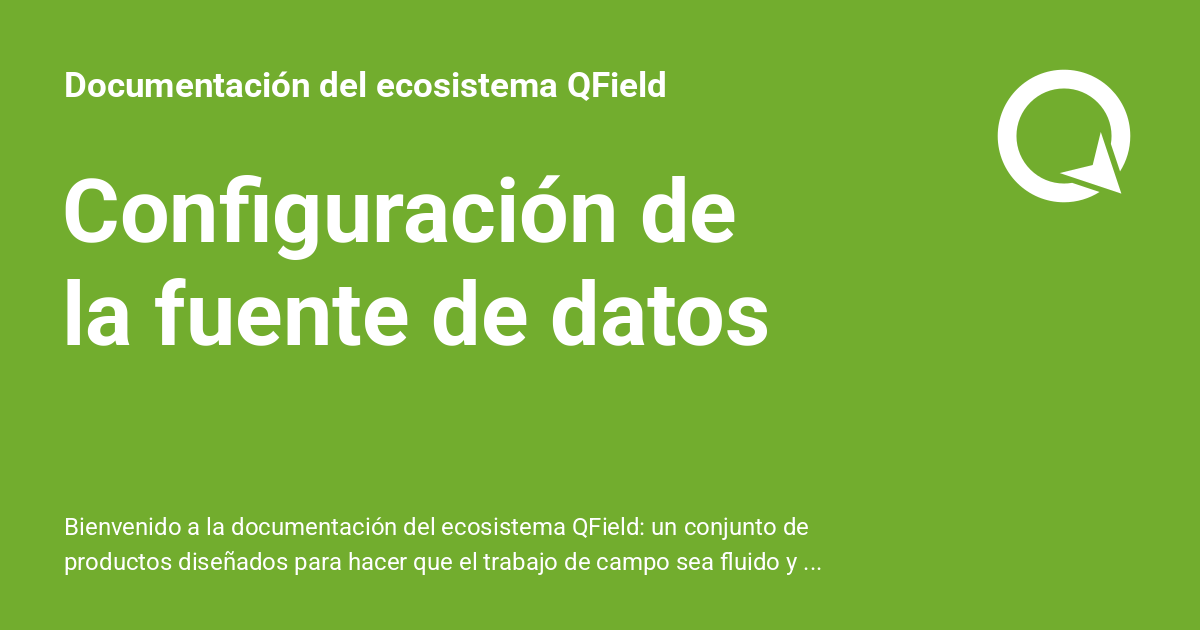 Documentación del ecosistema QField
Configuración de
la fuente de datos
Bienvenido a la documentación del ecosistema QField: un conjunto de
productos diseñados para hacer que el trabajo de campo sea fluido y ...